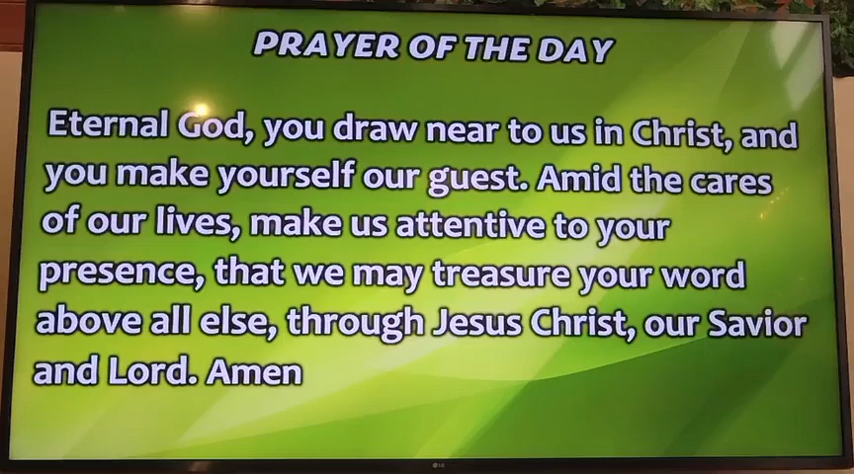 PRAYER OF THE DAY
Eternal God, you draw near to us in Christ, and
you make yourself our guest. Amid the cares
of our lives, make us attentive to your
presence, that we may treasure your word
above all else, through Jesus Christ, our Savior
and Lord. Amen
LG